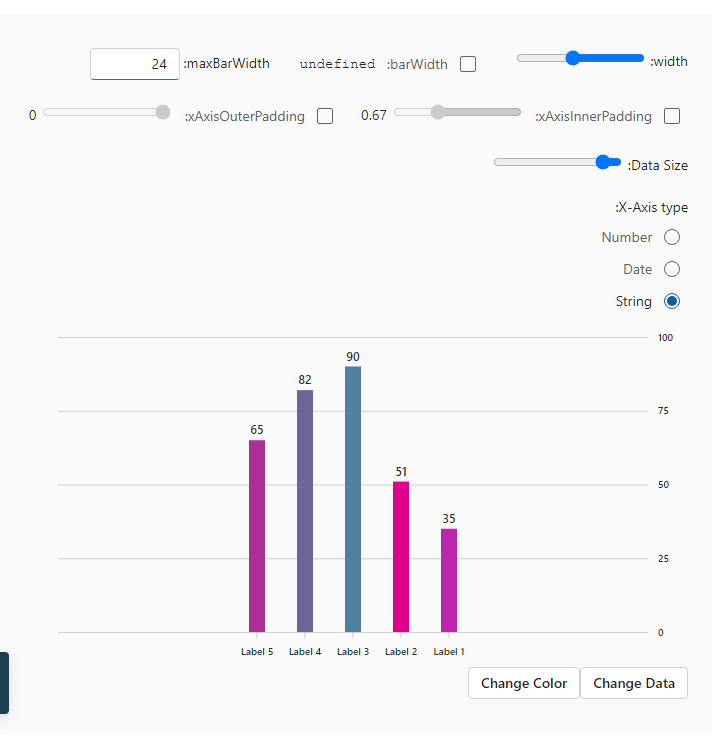 width:
barWidth: undefined
maxBarWidth: 24
xAxisInnerPadding: 0.67
xAxisOuterPadding: 0
Data Size:
X-Axis type:
Number
Date
String
100
75
50
25
0
90
82
65
51
35
Label 5 Label 4 Label 3 Label 2 Label 1
Change Color Change Data